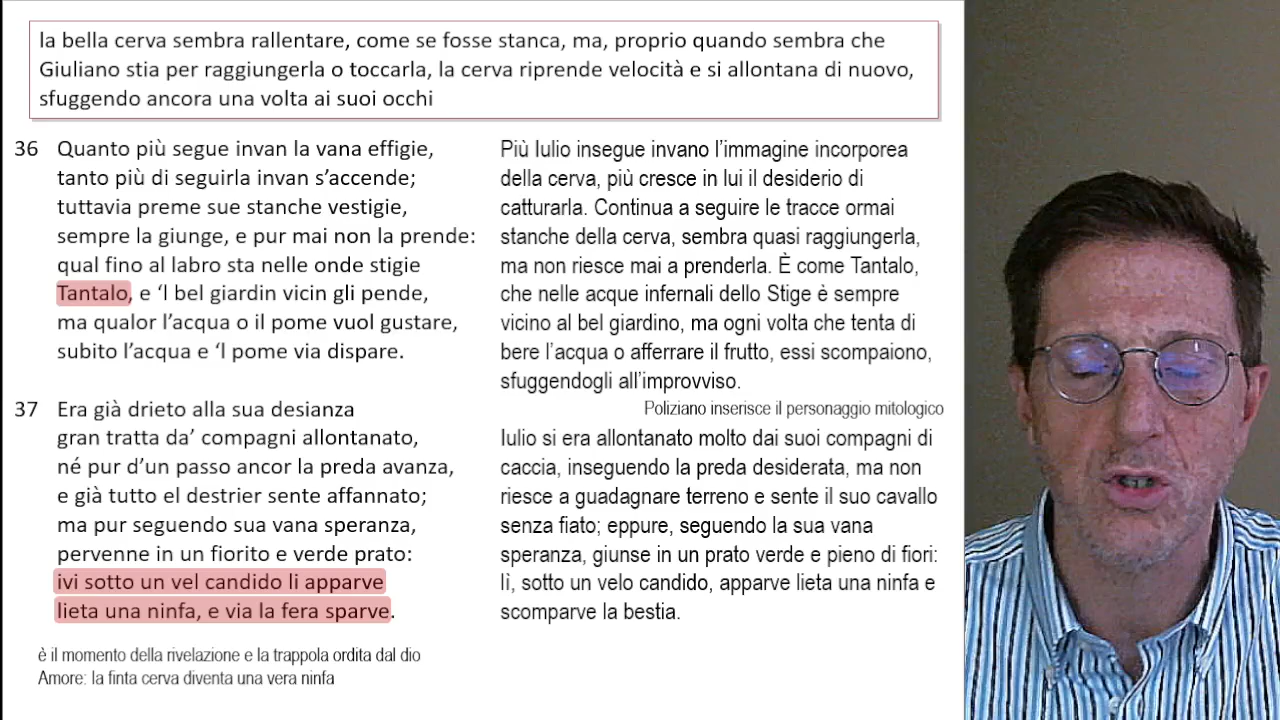 la bella cerva sembra rallentare, come se fosse stanca, ma, proprio quando sembra che
Giuliano stia per raggiungerla o toccarla, la cerva riprende velocità e si allontana di nuovo,
sfuggendo ancora una volta ai suoi occhi
36 Quanto più segue invan la vana effigie,
tanto più di seguirla invan s’accende;
tuttavia preme sue stanche vestigie,
sempre la giunge, e pur mai non la prende:
qual fino al labro sta nelle onde stigie
Tantalo, e ‘l bel giardin vicin gli pende,
ma qualor l’acqua o il pome vuol gustare,
subito l’acqua e ‘l pome via dispare.
Più Iulio insegue invano l’immagine incorporea
della cerva, più cresce in lui il desiderio di
catturarla. Continua a seguire le tracce ormai
stanche della cerva, sembra quasi raggiungerla,
ma non riesce mai a prenderla. È come Tantalo,
che nelle acque infernali dello Stige è sempre
vicino al bel giardino, ma ogni volta che tenta di
bere l’acqua o afferrare il frutto, essi scompaiono,
sfuggendogli all’improvviso.
Poliziano inserisce il personaggio mitologico
37 Era già drieto alla sua desianza
gran tratta da’ compagni allontanato,
né pur d’un passo ancor la preda avanza,
e già tutto el destrier sente affannato;
ma pur seguendo sua vana speranza,
pervenne in un fiorito e verde prato:
ivi sotto un vel candido li apparve
lieta una ninfa, e via la fera sparve.
Iulio si era allontanato molto dai suoi compagni di
caccia, inseguendo la preda desiderata, ma non
riesce a guadagnare terreno e sente il suo cavallo
senza fiato; eppure, seguendo la sua vana
speranza, giunse in un prato verde e pieno di fiori:
lì, sotto un velo candido, apparve lieta una ninfa e
scomparve la bestia.
è il momento della rivelazione e la trappola ordita dal dio
Amore: la finta cerva diventa una vera ninfa